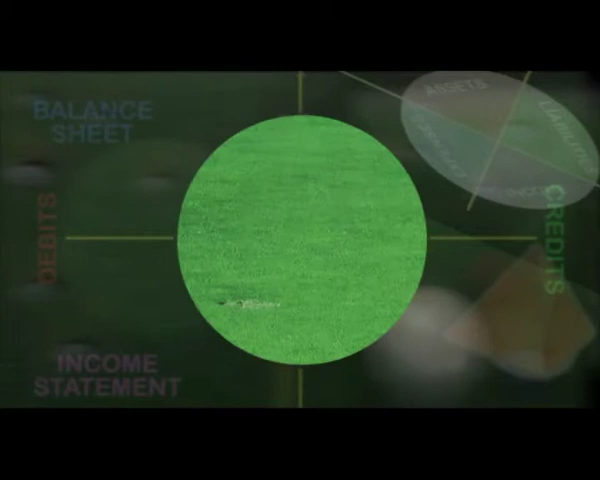 BALANCE
SHEET
ASSETS
DEBITS
CREDITS
INCOME
STATEMENT